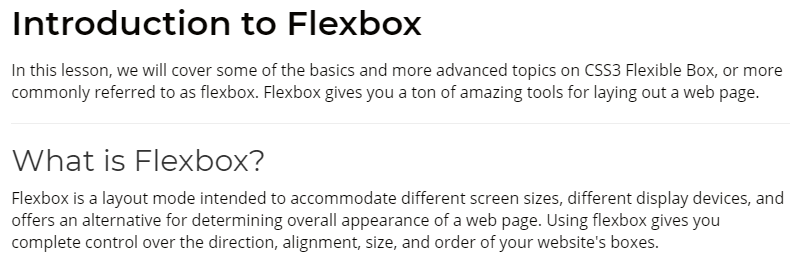 Introduction to Flexbox
In this lesson, we will cover some of the basics and more advanced topics on CSS3 Flexible Box, or more
commonly referred to as flexbox. Flexbox gives you a ton of amazing tools for laying out a web page.
What is Flexbox?
Flexbox is a layout mode intended to accommodate different screen sizes, different display devices, and
offers an alternative for determining overall appearance of a web page. Using flexbox gives you
complete control over the direction, alignment, size, and order of your website's boxes.